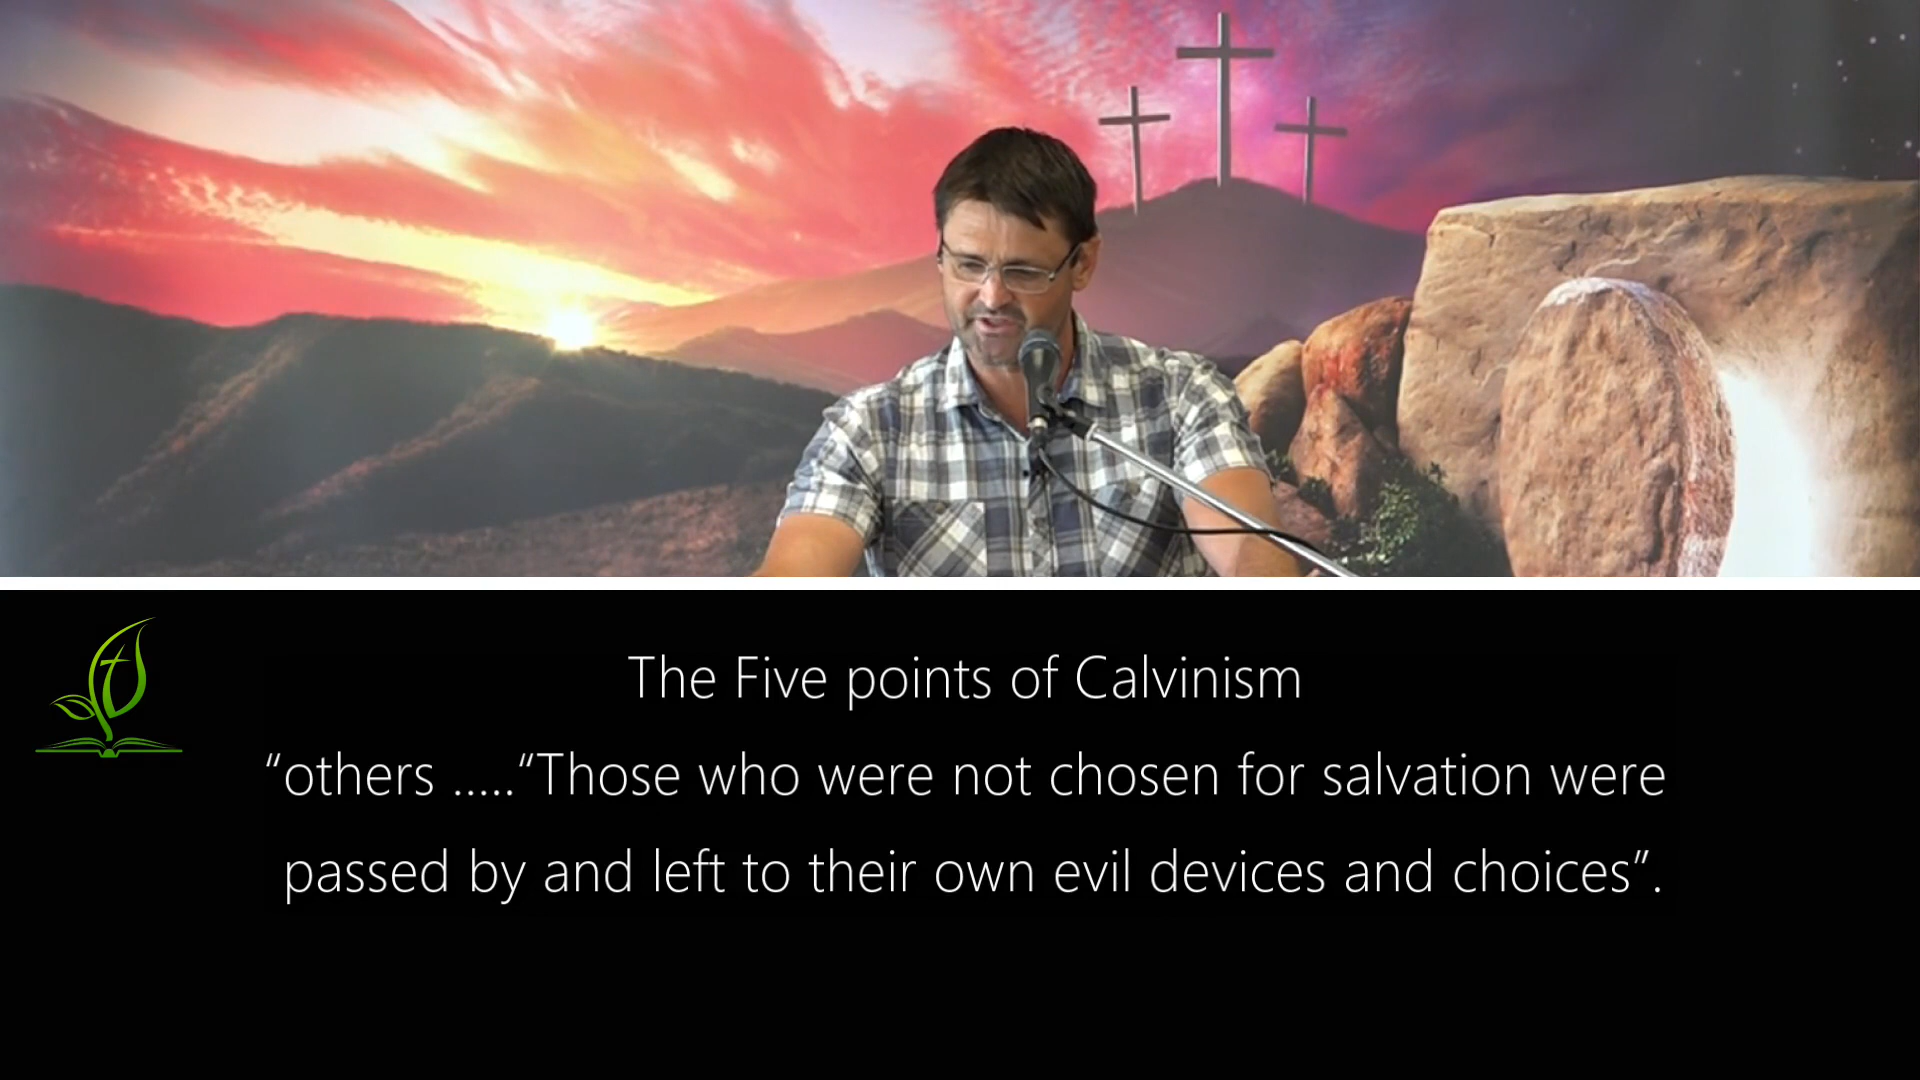 The Five points of Calvinism
“others .....“Those who were not chosen for salvation were
passed by and left to their own evil devices and choices”.